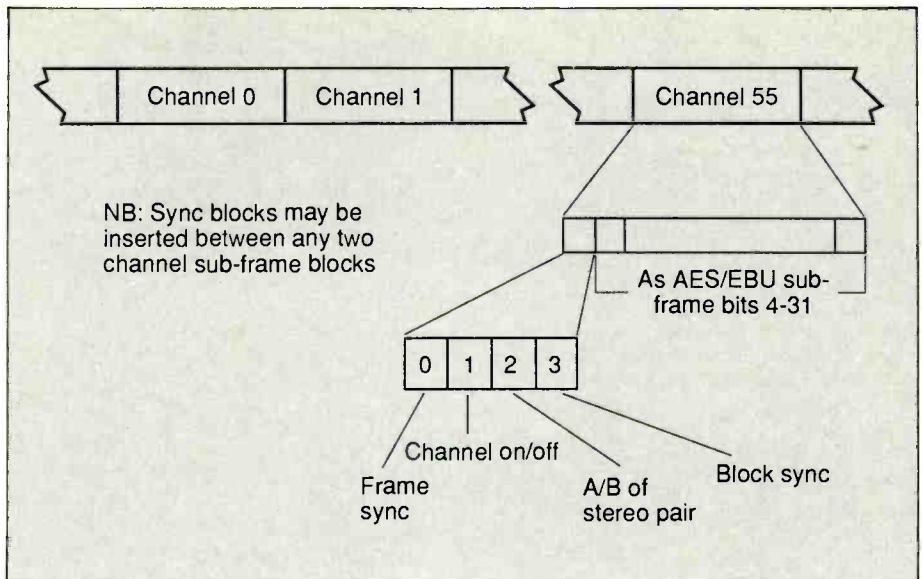 Channel 0
Channel 1
Channel 55
NB: Sync blocks may be
inserted between any two
channel sub-frame blocks
As AES/EBU sub-
frame bits 4-31
0
1
2
3
Channel on/off
Frame
sync
A/B of
stereo pair
Block sync